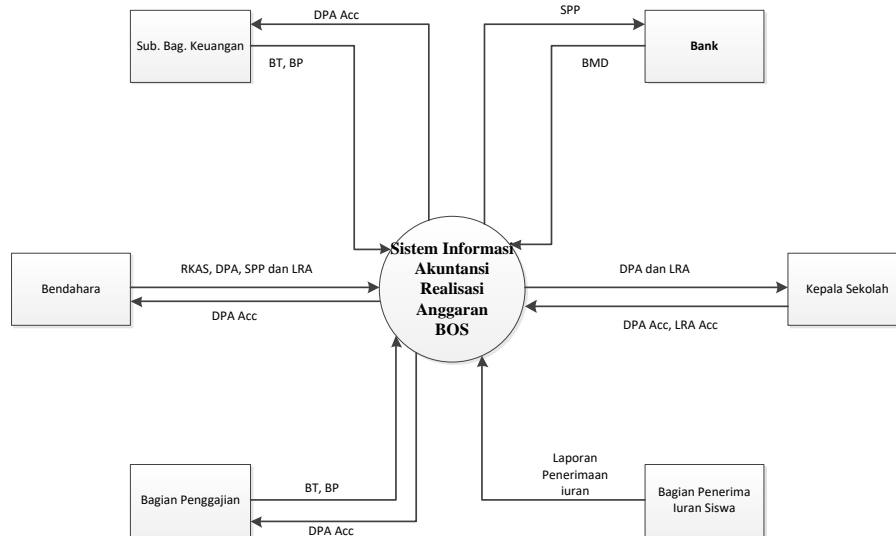 DPA Acc
SPP
Sub. Bag. Keuangan
Bank
BT, BP
BMD
Sistem Informasi
Akuntansi
Realisasi
Anggaran
BOS
RKAS, DPA, SPP dan LRA
DPA dan LRA
Bendahara
Kepala Sekolah
DPA Acc
DPA Acc, LRA Acc
Laporan
Penerimaan
iuran
BT, BP
Bagian Penggajian
Bagian Penerima
Iuran Siswa
DPA Acc